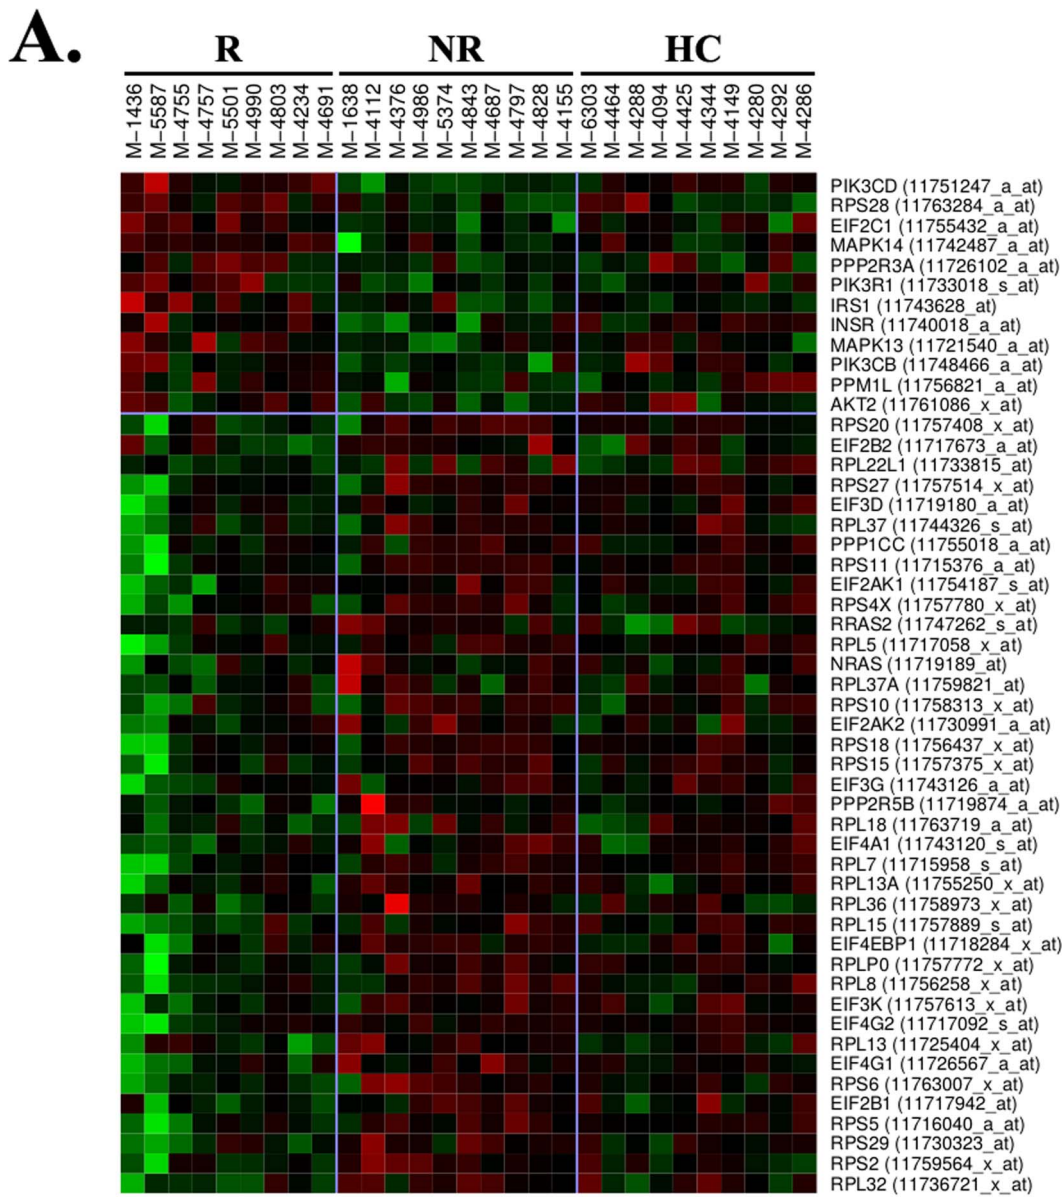 A.
R NR HC
M-1436 M-5587 M-4755 M-4757 M-5501 M-4990 M-4803 M-4234 M-4691 M-1638 M-4112 M-4376 M-4986 M-5374 M-4843 M-4687 M-4797 M-4828 M-4155 M-6303 M-4464 M-4288 M-4094 M-4425 M-4344 M-4149 M-4280 M-4292 M-4286
PIK3CD (11751247_a_at)
RPS28 (11763284_a_at)
EIF2C1 (11755432_a_at)
MAPK14 (11742487_a_at)
PPP2R3A (11726102_a_at)
PIK3R1 (11733018_s_at)
IRS1 (11743628_at)
INSR (11740018_a_at)
MAPK13 (11721540_a_at)
PIK3CB (11748466_a_at)
PPM1L (11756821_a_at)
AKT2 (11761086_x_at)
RPS20 (11757408_x_at)
EIF2B2 (11717673_a_at)
RPL22L1 (11733815_at)
RPS27 (11757514_x_at)
EIF3D (11719180_a_at)
RPL37 (11744326_s_at)
PPP1CC (11755018_a_at)
RPS11 (11715376_a_at)
EIF2AK1 (11754187_s_at)
RPS4X (11757780_x_at)
RRAS2 (11747262_s_at)
RPL5 (11717058_x_at)
NRAS (11719189_at)
RPL37A (11759821_at)
RPS10 (11758313_x_at)
EIF2AK2 (11730991_a_at)
RPS18 (11756437_x_at)
RPS15 (11757375_x_at)
EIF3G (11743126_a_at)
PPP2R5B (11719874_a_at)
RPL18 (11763719_a_at)
EIF4A1 (11743120_s_at)
RPL7 (11715958_s_at)
RPL13A (11755250_x_at)
RPL36 (11758973_x_at)
RPL15 (11757889_s_at)
EIF4EBP1 (11718284_x_at)
RPLP0 (11757772_x_at)
RPL8 (11756258_x_at)
EIF3K (11757613_x_at)
EIF4G2 (11717092_s_at)
RPL13 (11725404_x_at)
EIF4G1 (11726567_a_at)
RPS6 (11763007_x_at)
EIF2B1 (11717942_at)
RPS5 (11716040_a_at)
RPS29 (11730323_at)
RPS2 (11759564_x_at)
RPL32 (11736721_x_at)